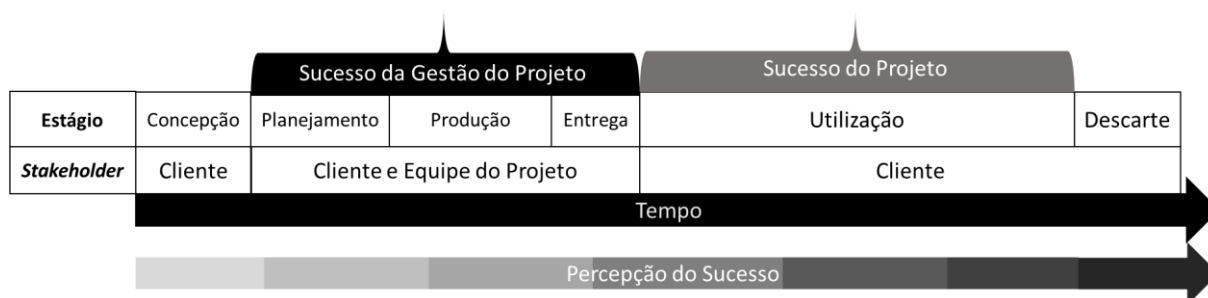 Sucesso da Gestão do Projeto Sucesso do Projeto
Estágio Concepção Planejamento Produção Entrega Utilização Descarte
Stakeholder Cliente Cliente e Equipe do Projeto Cliente
Tempo
Percepção do Sucesso